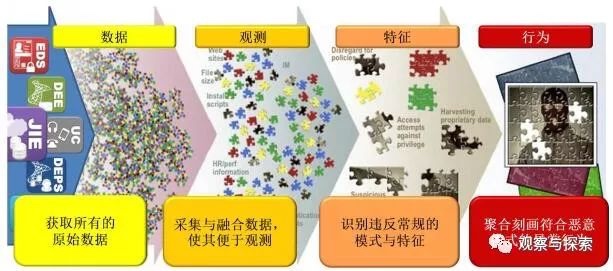 数据
观测
特征
行为
EDS
DEE
JIE
UC
DEPS
Web
sites
IM
File
size
Install
scripts
HR/perf
information
Disregard for
policies
Harvesting
proprietary data
Access
attempts
against
privilege
Suspicious
获取所有的
原始数据
采集与融合数据，
使其便于观测
识别违反常规的
模式与特征
聚合刻画符合恶意
观察与探索